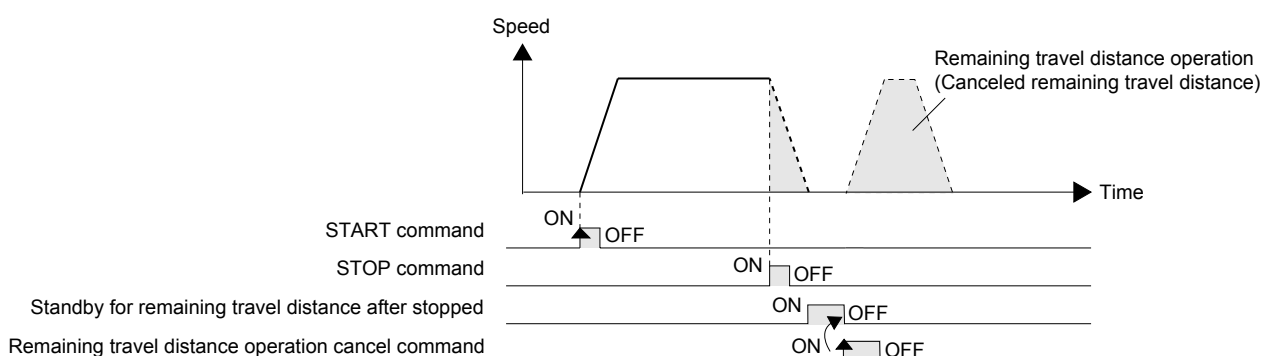 Speed
Remaining travel distance operation
(Canceled remaining travel distance)
Time
ON
START command
OFF
ON
STOP command
OFF
ON
Standby for remaining travel distance after stopped
OFF
ON
Remaining travel distance operation cancel command
OFF